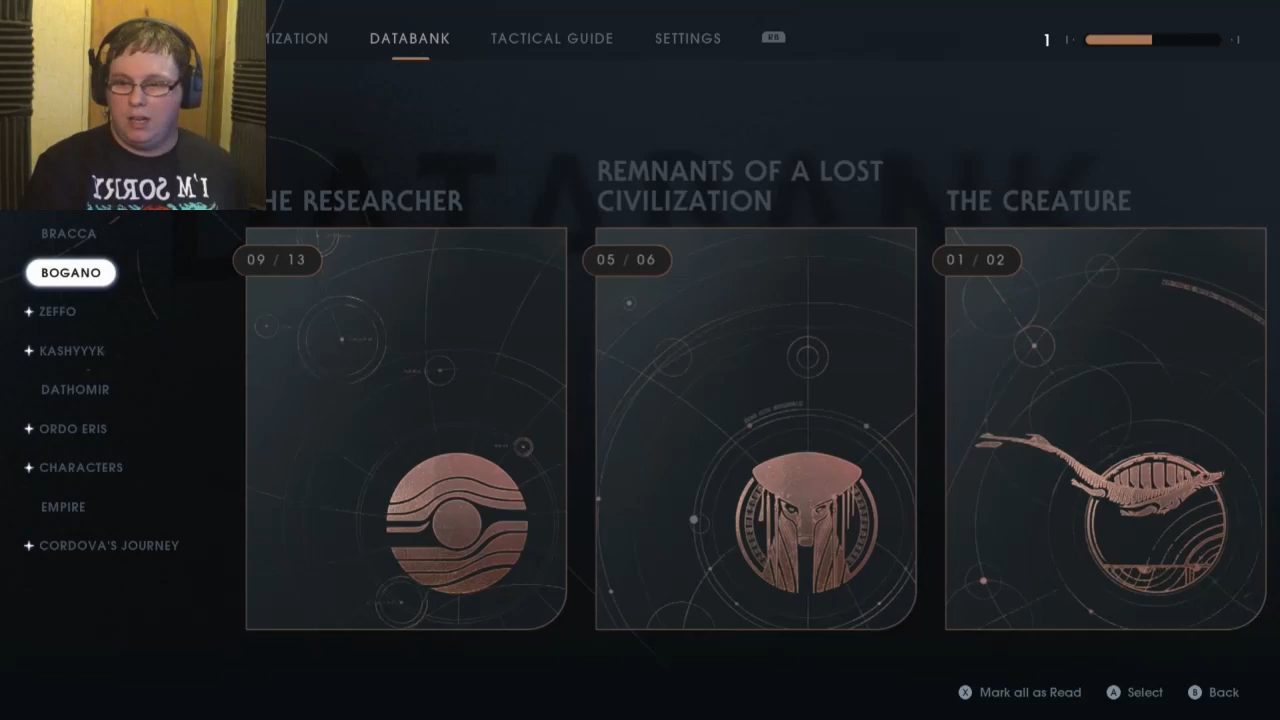 MIZATION
DATABANK
TACTICAL GUIDE
SETTINGS
RB
1
I'M SORRY
HE RESEARCHER
REMNANTS OF A LOST
CIVILIZATION
THE CREATURE
09 / 13
05 / 06
01 / 02
BRACCA
BOGANO
ZEFFO
KASHYYYK
DATHOMIR
ORDO ERIS
CHARACTERS
EMPIRE
CORDOVA'S JOURNEY
X Mark all as Read
A Select
B Back